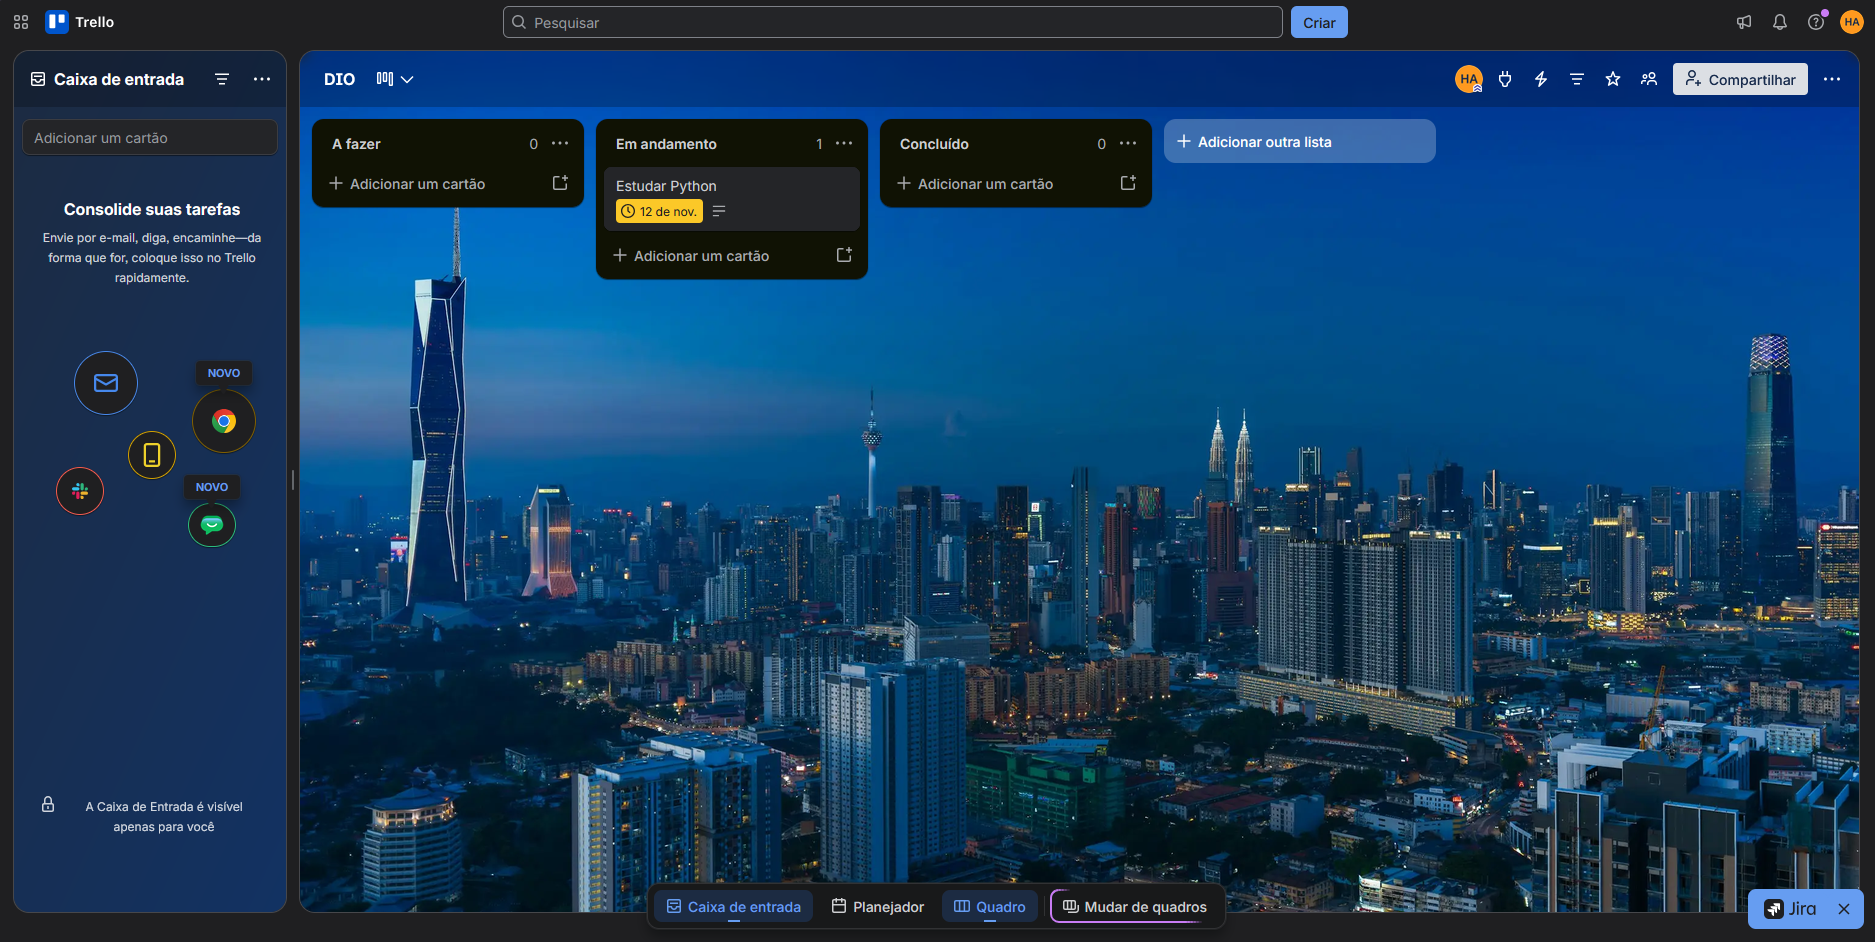 Trello
Pesquisar
Criar
HA
Caixa de entrada
Adicionar um cartão
Consolide suas tarefas
Envie por e-mail, diga, encaminhe—da
forma que for, coloque isso no Trello
rapidamente.
NOVO
NOVO
A Caixa de Entrada é visível
apenas para você
DIO
HA
Compartilhar
A fazer
0
Adicionar um cartão
Em andamento
1
Estudar Python
12 de nov.
Adicionar um cartão
Concluído
0
Adicionar um cartão
Adicionar outra lista
Caixa de entrada
Planejador
Quadro
Mudar de quadros
Jira